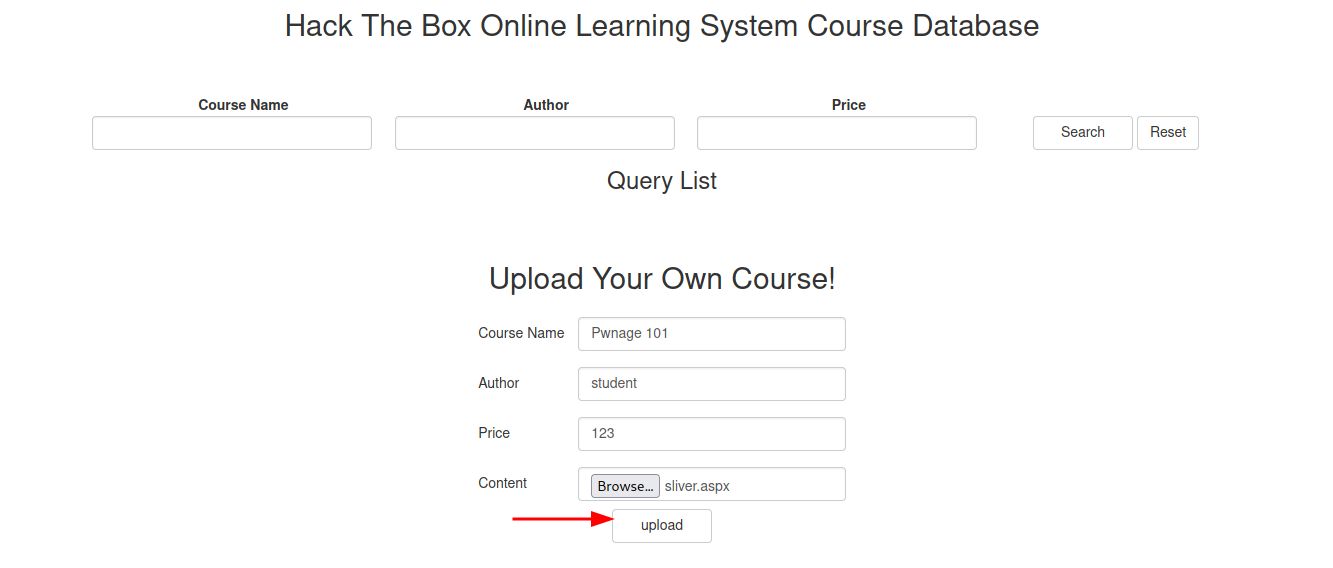 Hack The Box Online Learning System Course Database
Course Name Author Price
Search Reset
Query List
Upload Your Own Course!
Course Name Pwnage 101
Author student
Price 123
Content Browse... sliver.aspx
upload